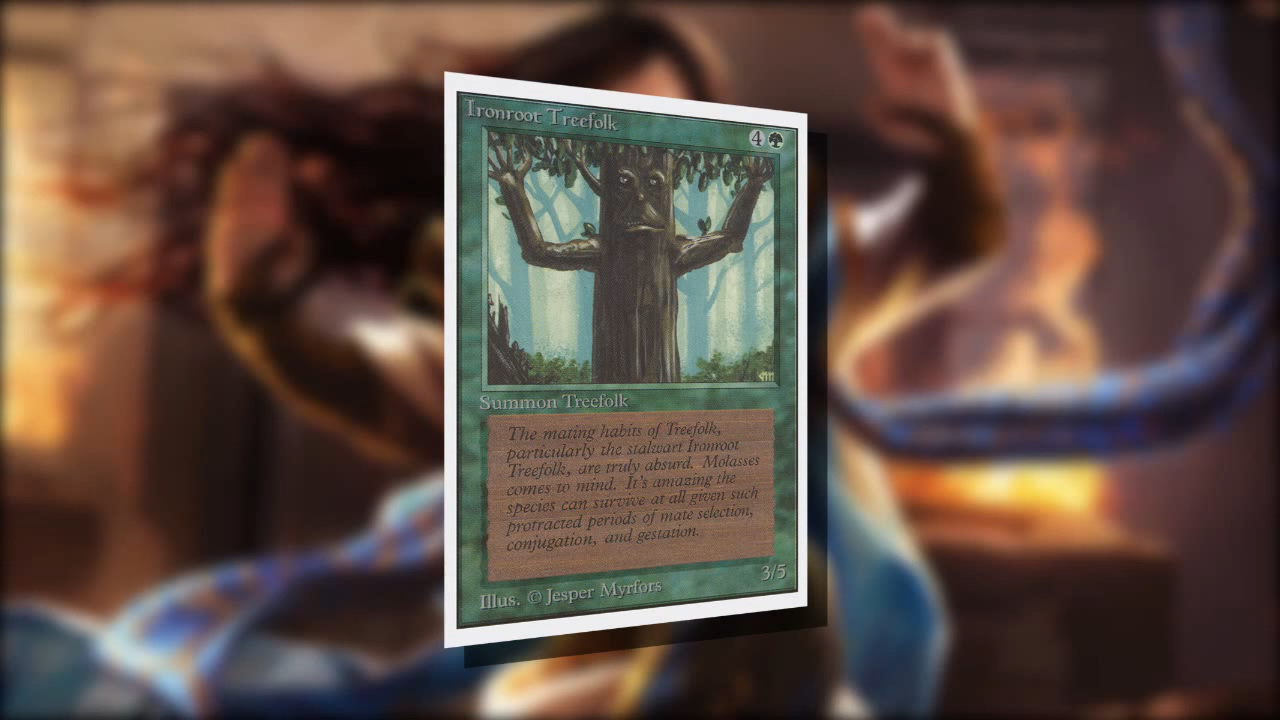 Ironroot Treefolk
4
Summon Treefolk
The mating habits of Treefolk,
particularly the stalwart Ironroot
Treefolk, are truly absurd. Molasses
comes to mind. It's amazing the
species can survive at all given such
protracted periods of mate selection,
conjugation, and gestation.
3/5
Illus. © Jesper Myrfors